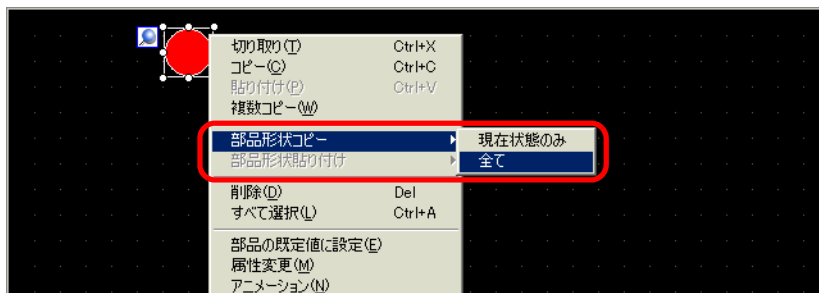 切り取り(T) Ctrl+X
コピー(C) Ctrl+C
貼り付け(P) Ctrl+V
複数コピー(W)
部品形状コピー 現在状態のみ
部品形状貼り付け 全て
削除(D) Del
すべて選択(L) Ctrl+A
部品の既定値に設定(E)
属性変更(M)
アニメーション(N)